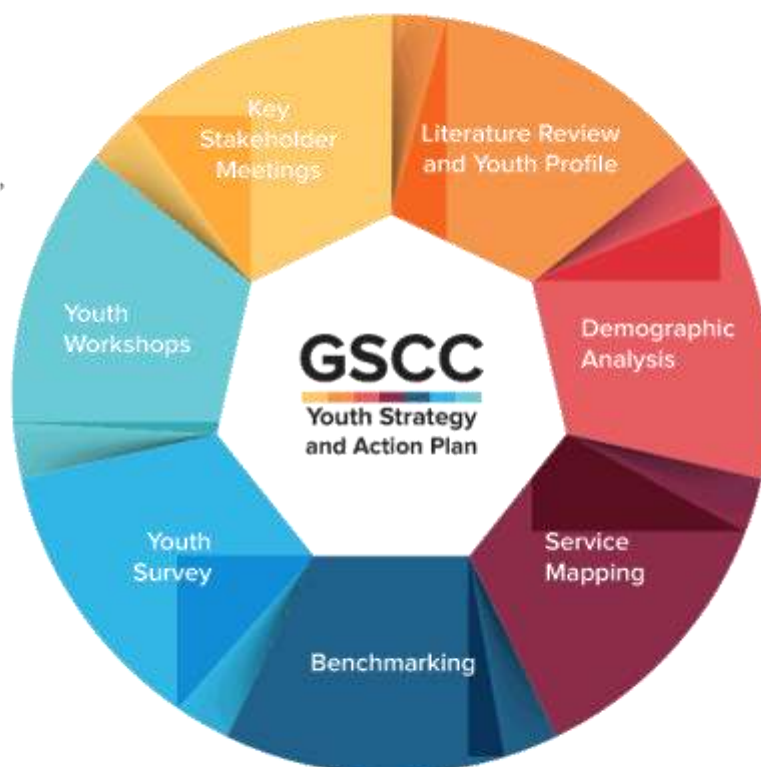 Key
Stakeholder
Meetings
Literature Review
and Youth Profile
,
Youth
Workshops
Demographic
Analysis
GSCC
Youth Strategy
and Action Plan
Youth
Survey
Service
Mapping
Benchmarking